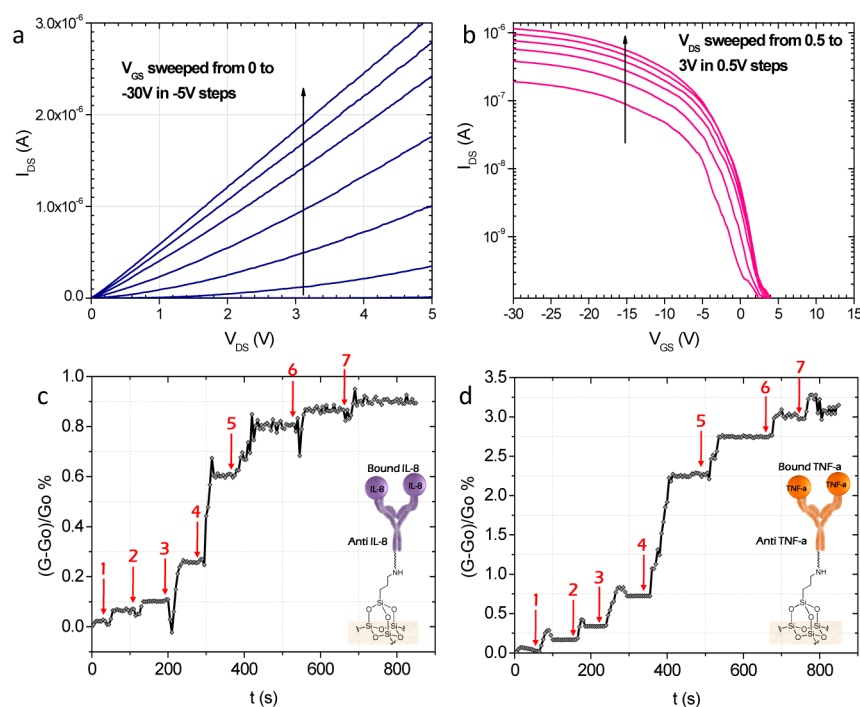 a
3.0x10⁻⁶
2.0x10⁻⁶
1.0x10⁻⁶
0.0
I_DS (A)
V_GS sweeped from 0 to
-30V in -5V steps
0 1 2 3 4 5
V_DS (V)
b
10⁻⁶
10⁻⁷
10⁻⁸
10⁻⁹
I_DS (A)
V_DS sweeped from 0.5 to
3V in 0.5V steps
-30 -25 -20 -15 -10 -5 0 5 10 15
V_GS (V)
c
1.0
0.8
0.6
0.4
0.2
0.0
(G-Go)/Go %
1
2
3
4
5
6
7
Bound IL-8
IL-8 IL-8
Anti IL-8
NH
Si
O O O
Si Si
O Si O
O
0 200 400 600 800
t (s)
d
3.5
3.0
2.5
2.0
1.5
1.0
0.5
0.0
(G-Go)/Go %
1
2
3
4
5
6
7
Bound TNF-a
TNF-a TNF-a
Anti TNF-a
NH
Si
O O O
Si Si
O Si O
O
0 200 400 600 800
t (s)